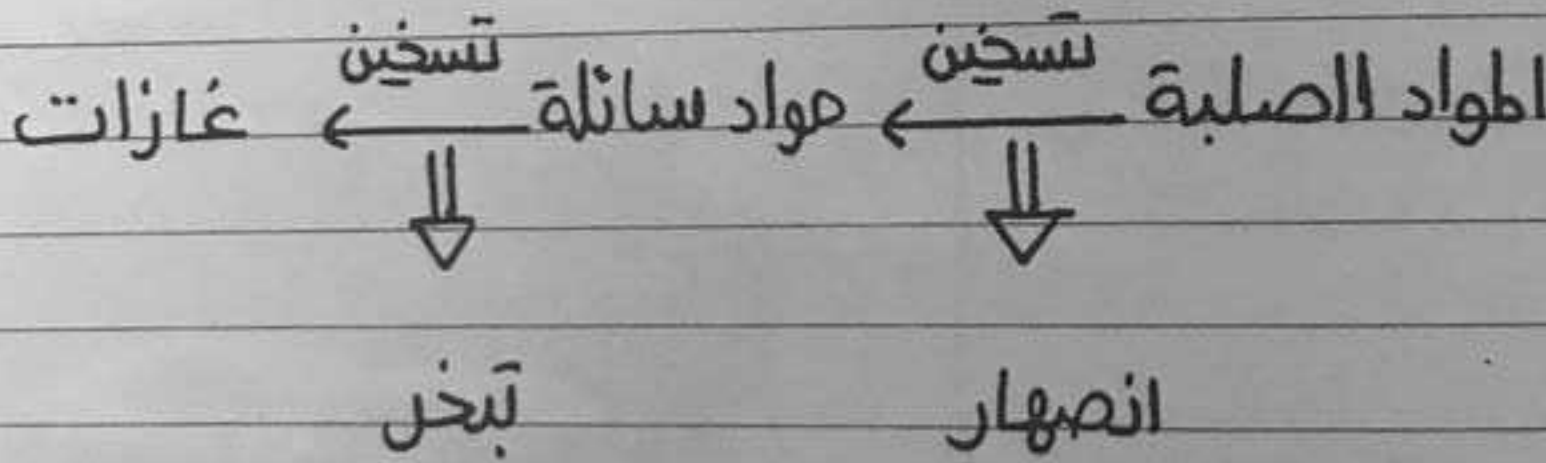 تسخين تسخين
المواد الصلبة ← مواد سائلة ← غازات
انصهار تبخر